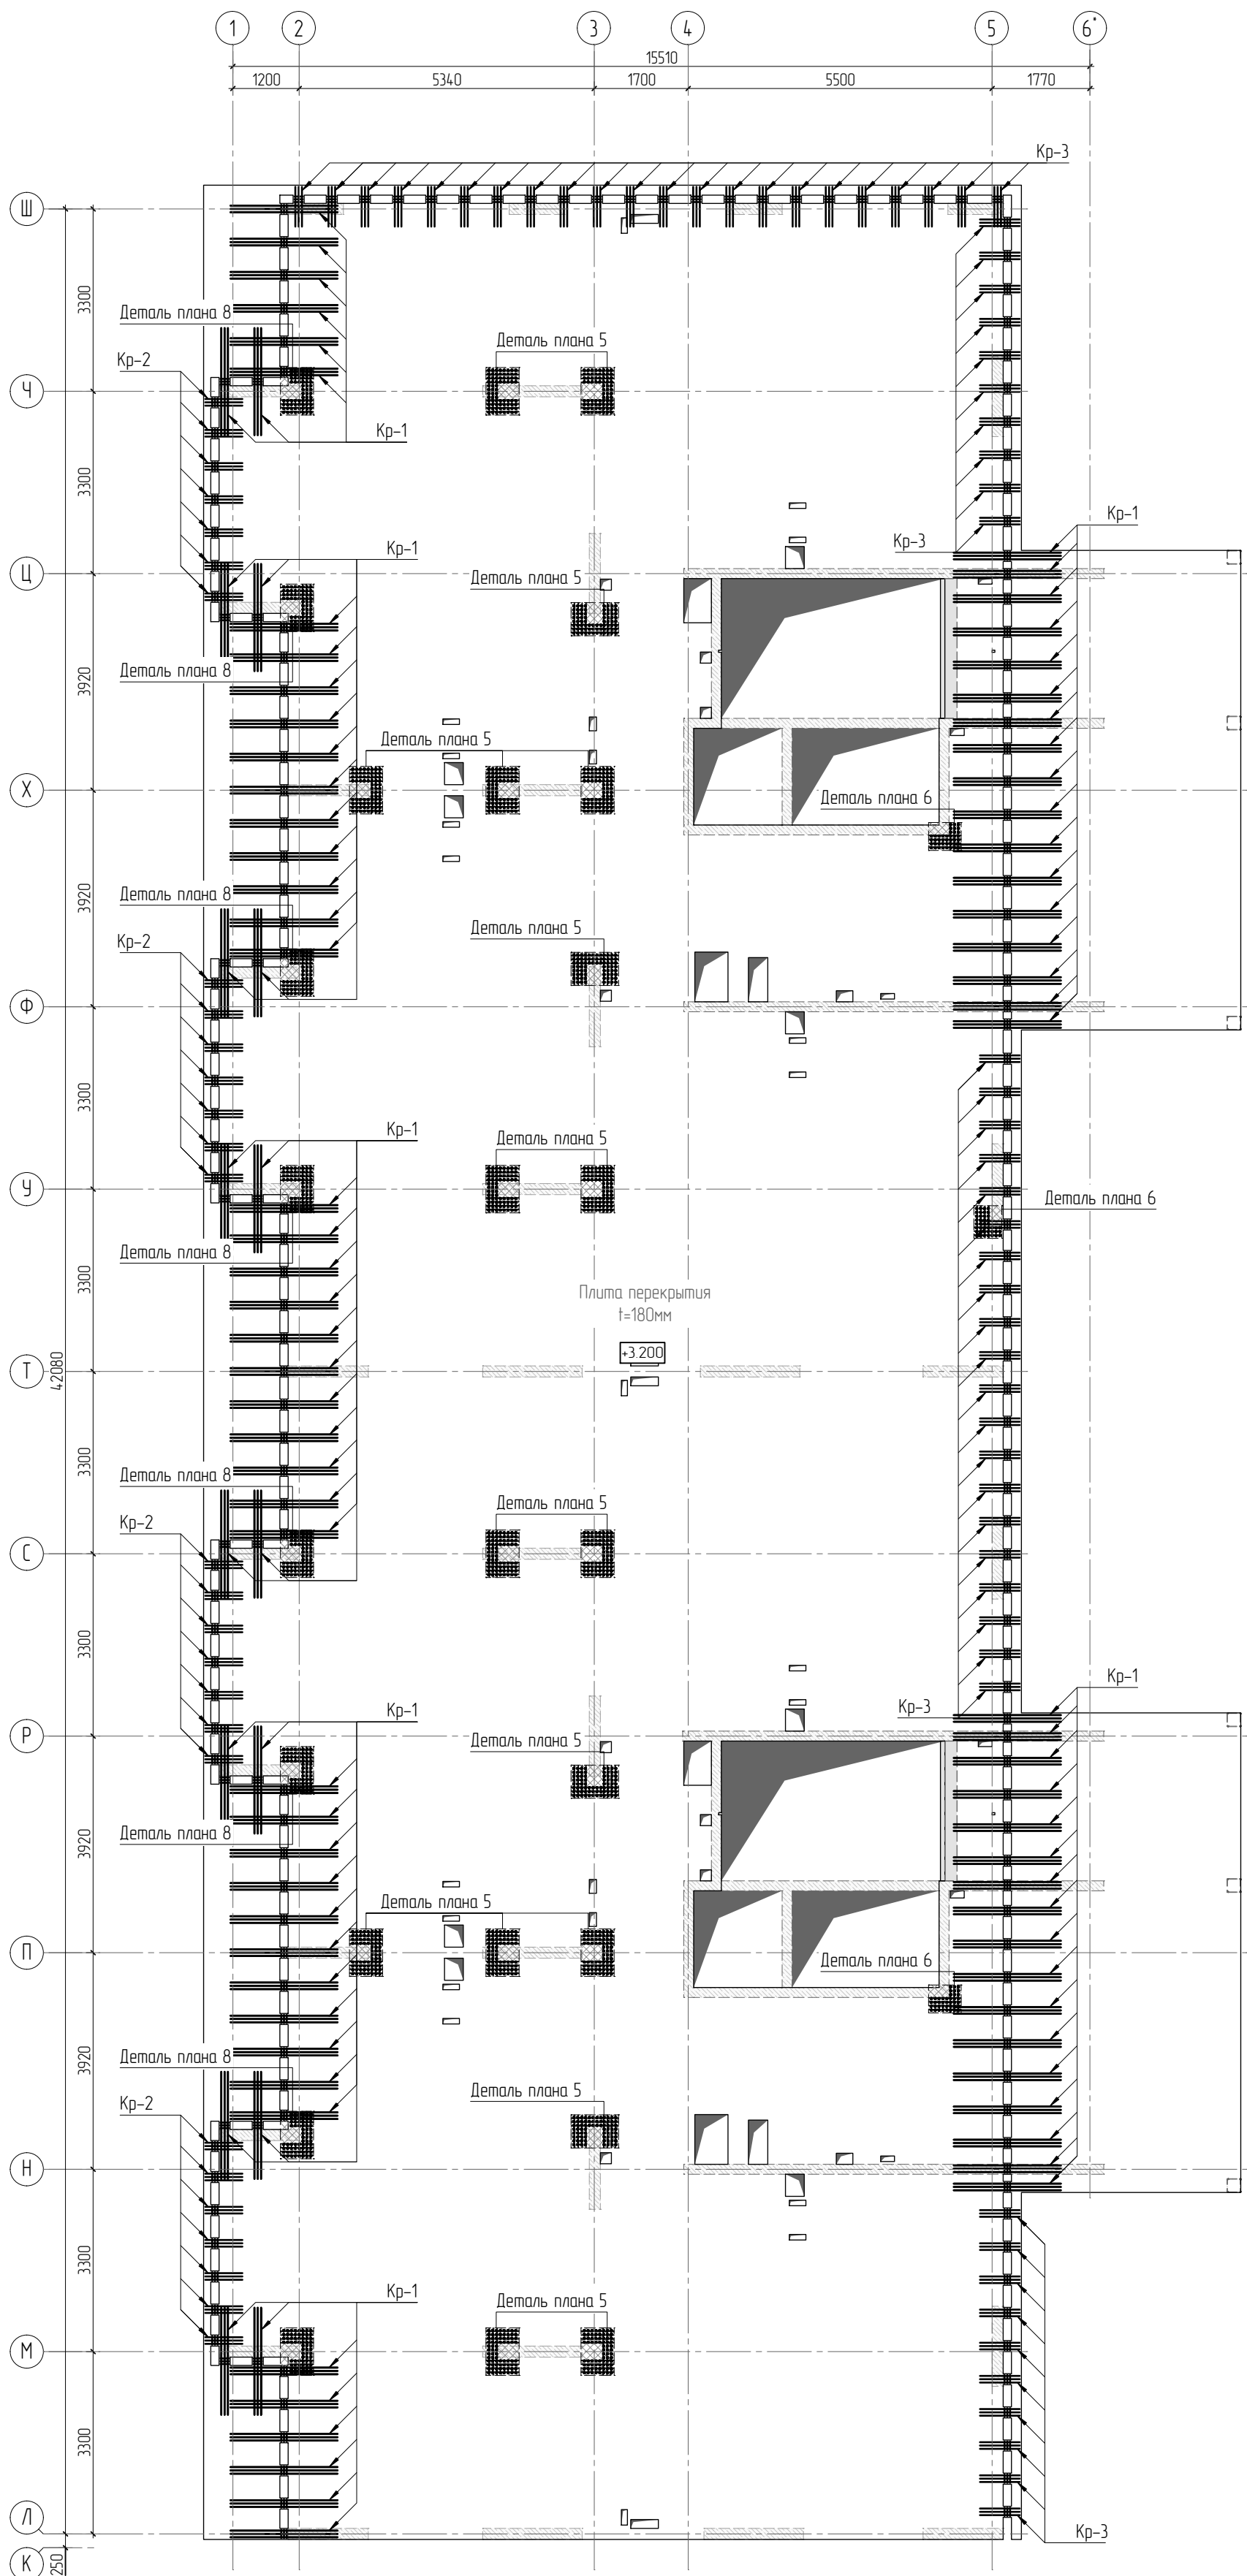 1 2 3 4 5 6*
15510
1200 5340 1700 5500 1770
Кр-3
Ш
3300
Деталь плана 8
Деталь плана 5
Кр-2
Ч
Кр-1
3300
Кр-1
Кр-1
Кр-3
Ц
Деталь плана 5
Деталь плана 8
3920
Деталь плана 5
Х
Деталь плана 6
Деталь плана 8
3920
Деталь плана 5
Кр-2
Ф
3300
Кр-1
Деталь плана 5
У
Деталь плана 6
Деталь плана 8
3300
Плита перекрытия
t=180мм
+3.200
Т
42080
3300
Деталь плана 8
Деталь плана 5
Кр-2
С
3300
Кр-1
Кр-1
Кр-3
Р
Деталь плана 5
Деталь плана 8
3920
Деталь плана 5
П
Деталь плана 6
3920
Деталь плана 8
Деталь плана 5
Кр-2
Н
3300
Кр-1
Деталь плана 5
М
3300
Л
Кр-3
К
250